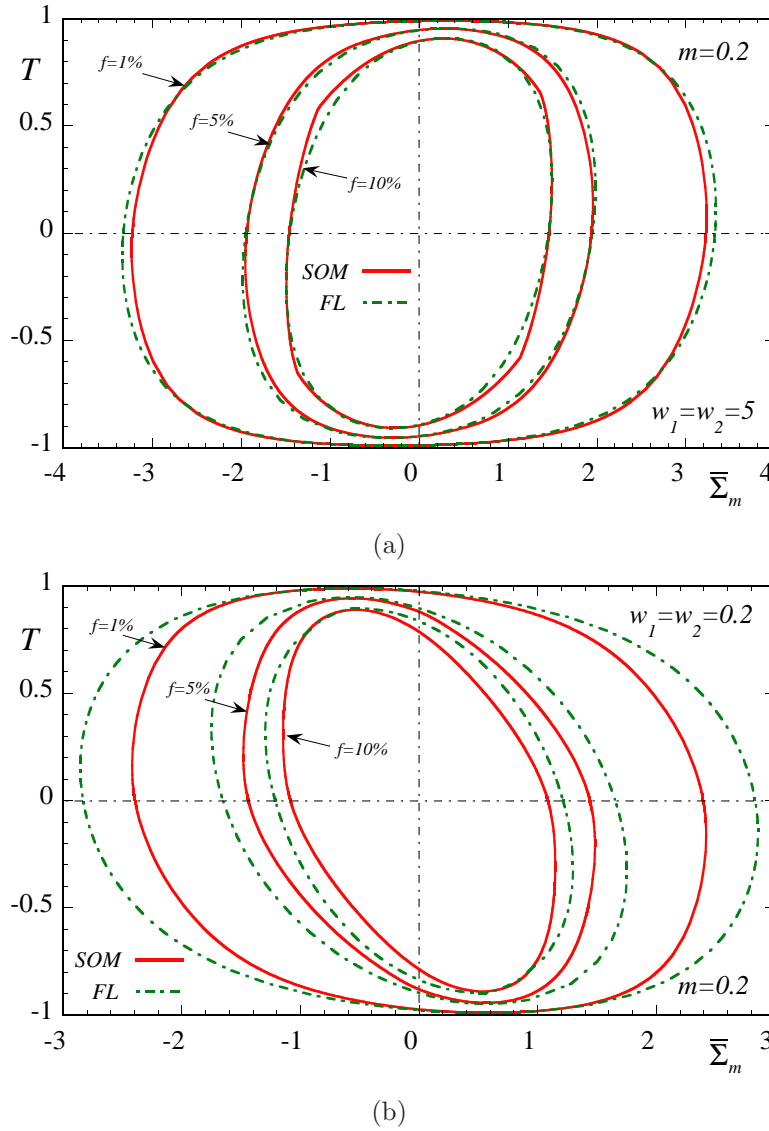 1
T
m=0.2
f=1%
0.5
f=5%
f=10%
0
SOM
FL
-0.5
w₁=w₂=5
-1
-4 -3 -2 -1 0 1 2 3 4
Σ̅ₘ
(a)
1
T
w₁=w₂=0.2
f=1%
0.5
f=5%
f=10%
0
-0.5
SOM
FL
m=0.2
-1
-3 -2 -1 0 1 2 3
Σ̅ₘ
(b)